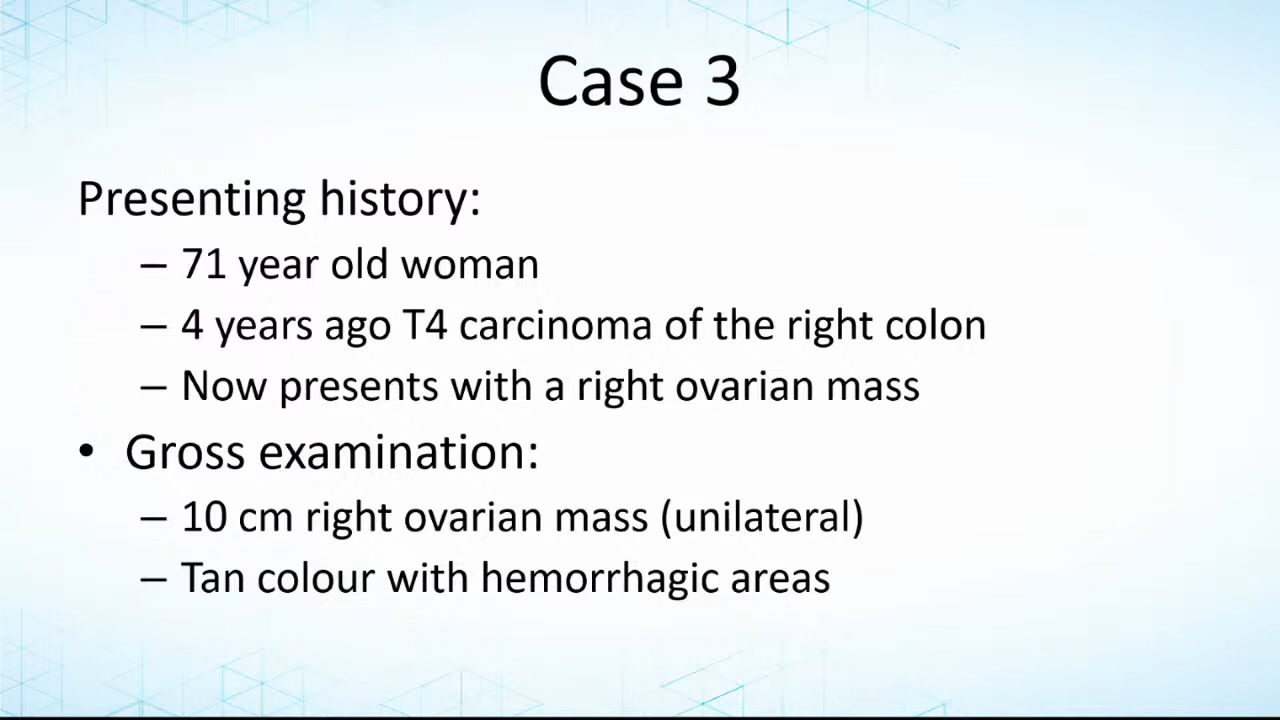 Case 3
Presenting history:
– 71 year old woman
– 4 years ago T4 carcinoma of the right colon
– Now presents with a right ovarian mass
• Gross examination:
– 10 cm right ovarian mass (unilateral)
– Tan colour with hemorrhagic areas